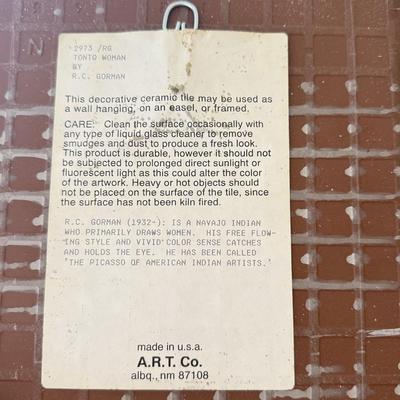 2973 /RG
TONTO WOMAN
BY
R.C. GORMAN
This decorative ceramic tile may be used as
a wall hanging, on an easel, or framed.
CARE: Clean the surface occasionally with
any type of liquid glass cleaner to remove
smudges and dust to produce a fresh look.
This product is durable, however it should not
be subjected to prolonged direct sunlight or
fluorescent light as this could alter the color
of the artwork. Heavy or hot objects should
not be placed on the surface of the tile, since
the surface has not been kiln fired.
R.C. GORMAN (1932-): IS A NAVAJO INDIAN
WHO PRIMARILY DRAWS WOMEN. HIS FREE FLOW-
ING STYLE AND VIVID COLOR SENSE CATCHES
AND HOLDS THE EYE. HE HAS BEEN CALLED
'THE PICASSO OF AMERICAN INDIAN ARTISTS.'
made in u.s.a.
A.R.T. Co.
albq., nm 87108